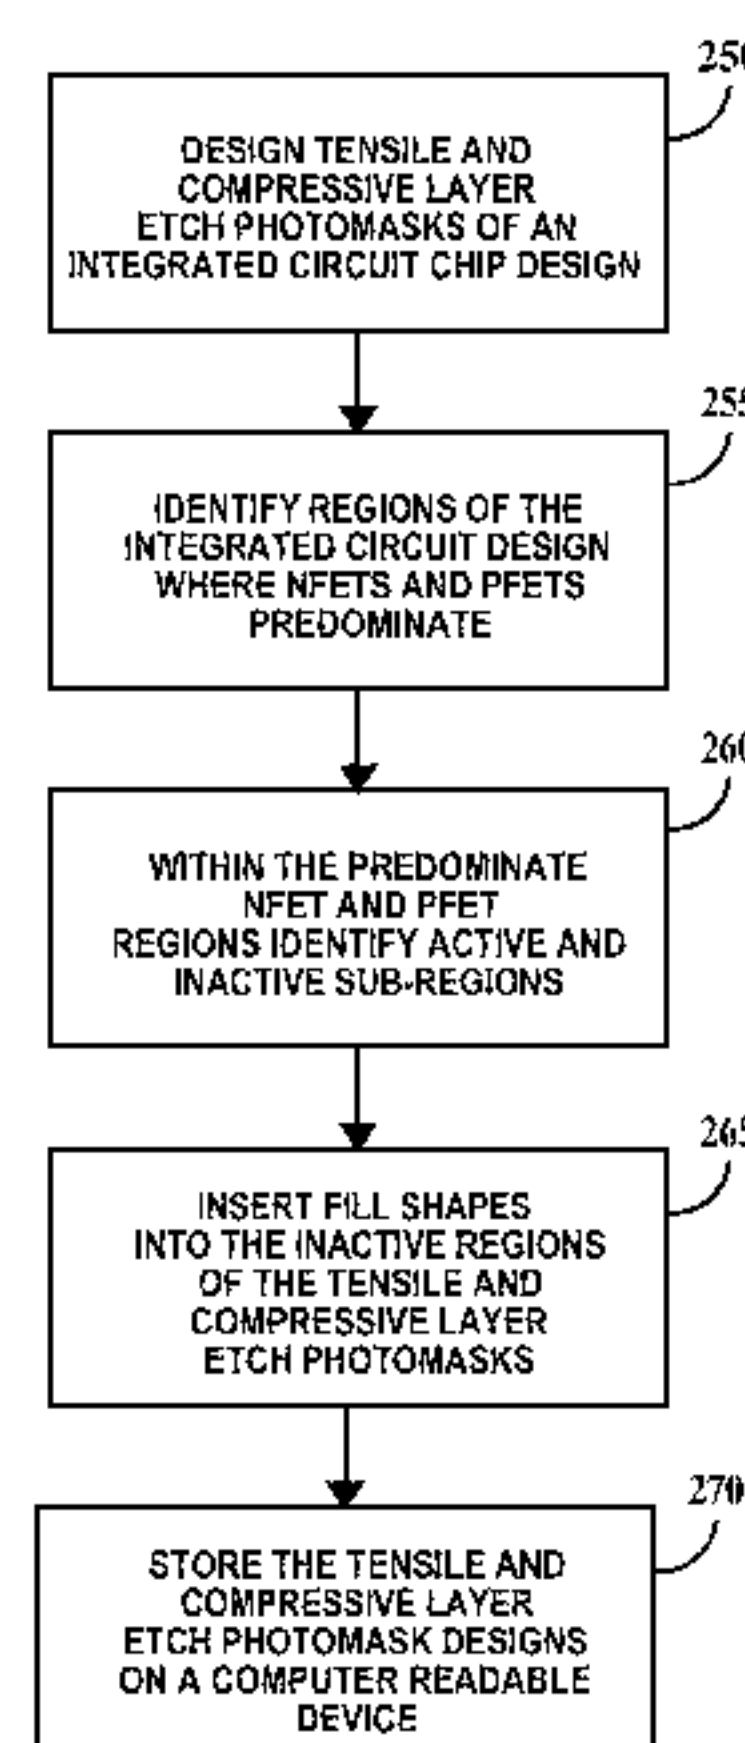 250
DESIGN TENSILE AND
COMPRESSIVE LAYER
ETCH PHOTOMASKS OF AN
INTEGRATED CIRCUIT CHIP DESIGN
255
IDENTIFY REGIONS OF THE
INTEGRATED CIRCUIT DESIGN
WHERE NFETS AND PFETS
PREDOMINATE
260
WITHIN THE PREDOMINATE
NFET AND PFET
REGIONS IDENTIFY ACTIVE AND
INACTIVE SUB-REGIONS
265
INSERT FILL SHAPES
INTO THE INACTIVE REGIONS
OF THE TENSILE AND
COMPRESSIVE LAYER
ETCH PHOTOMASKS
270
STORE THE TENSILE AND
COMPRESSIVE LAYER
ETCH PHOTOMASK DESIGNS
ON A COMPUTER READABLE
DEVICE